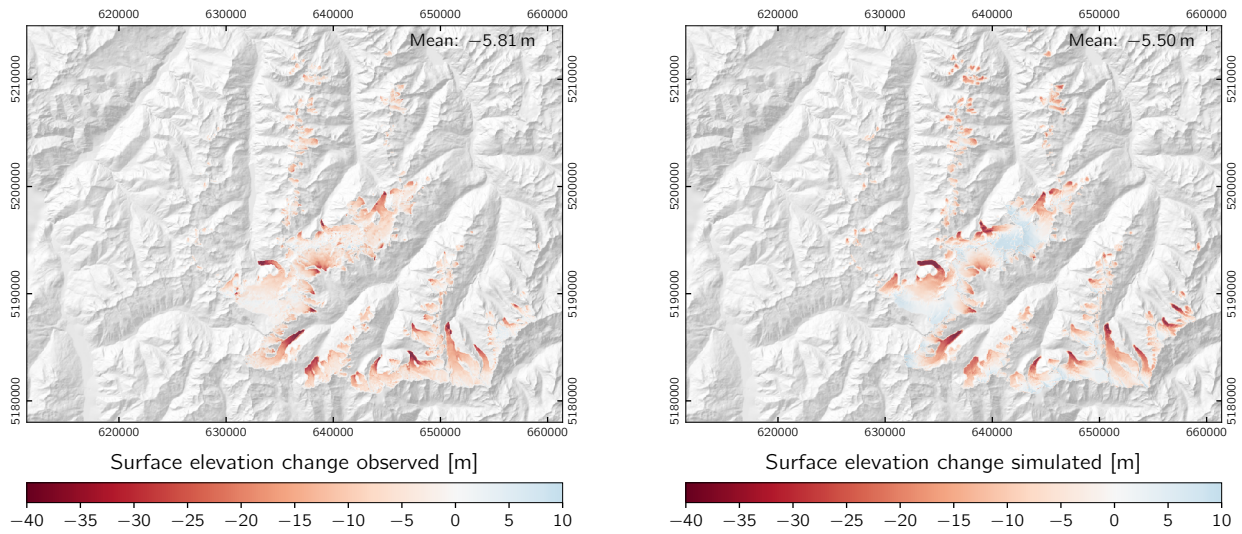 620000 630000 640000 650000 660000
Mean: −5.81 m
5210000
5200000
5190000
5180000
620000 630000 640000 650000 660000
Surface elevation change observed [m]
−40 −35 −30 −25 −20 −15 −10 −5 0 5 10
620000 630000 640000 650000 660000
Mean: −5.50 m
5210000
5200000
5190000
5180000
620000 630000 640000 650000 660000
Surface elevation change simulated [m]
−40 −35 −30 −25 −20 −15 −10 −5 0 5 10